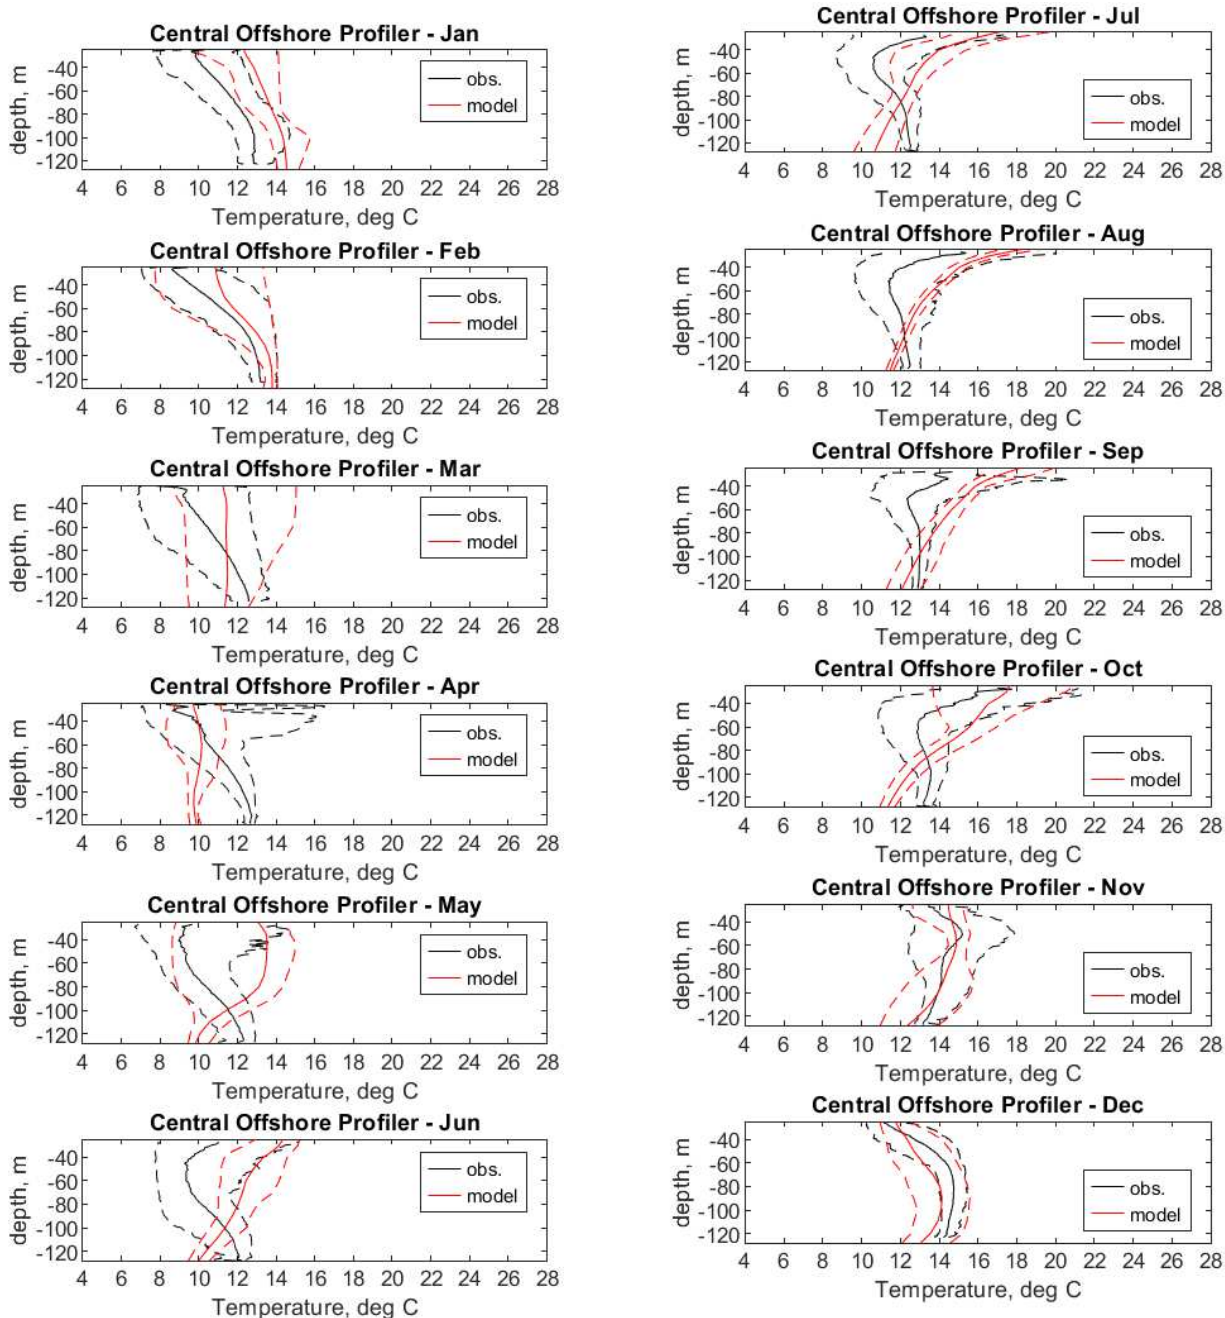 Central Offshore Profiler - Jan
depth, m
-40
-60
-80
-100
-120
obs.
model
4 6 8 10 12 14 16 18 20 22 24 26 28
Temperature, deg C
Central Offshore Profiler - Feb
depth, m
-40
-60
-80
-100
-120
obs.
model
4 6 8 10 12 14 16 18 20 22 24 26 28
Temperature, deg C
Central Offshore Profiler - Mar
depth, m
-40
-60
-80
-100
-120
obs.
model
4 6 8 10 12 14 16 18 20 22 24 26 28
Temperature, deg C
Central Offshore Profiler - Apr
depth, m
-40
-60
-80
-100
-120
obs.
model
4 6 8 10 12 14 16 18 20 22 24 26 28
Temperature, deg C
Central Offshore Profiler - May
depth, m
-40
-60
-80
-100
-120
obs.
model
4 6 8 10 12 14 16 18 20 22 24 26 28
Temperature, deg C
Central Offshore Profiler - Jun
depth, m
-40
-60
-80
-100
-120
obs.
model
4 6 8 10 12 14 16 18 20 22 24 26 28
Temperature, deg C
Central Offshore Profiler - Jul
depth, m
-40
-60
-80
-100
-120
obs.
model
4 6 8 10 12 14 16 18 20 22 24 26 28
Temperature, deg C
Central Offshore Profiler - Aug
depth, m
-40
-60
-80
-100
-120
obs.
model
4 6 8 10 12 14 16 18 20 22 24 26 28
Temperature, deg C
Central Offshore Profiler - Sep
depth, m
-40
-60
-80
-100
-120
obs.
model
4 6 8 10 12 14 16 18 20 22 24 26 28
Temperature, deg C
Central Offshore Profiler - Oct
depth, m
-40
-60
-80
-100
-120
obs.
model
4 6 8 10 12 14 16 18 20 22 24 26 28
Temperature, deg C
Central Offshore Profiler - Nov
depth, m
-40
-60
-80
-100
-120
obs.
model
4 6 8 10 12 14 16 18 20 22 24 26 28
Temperature, deg C
Central Offshore Profiler - Dec
depth, m
-40
-60
-80
-100
-120
obs.
model
4 6 8 10 12 14 16 18 20 22 24 26 28
Temperature, deg C